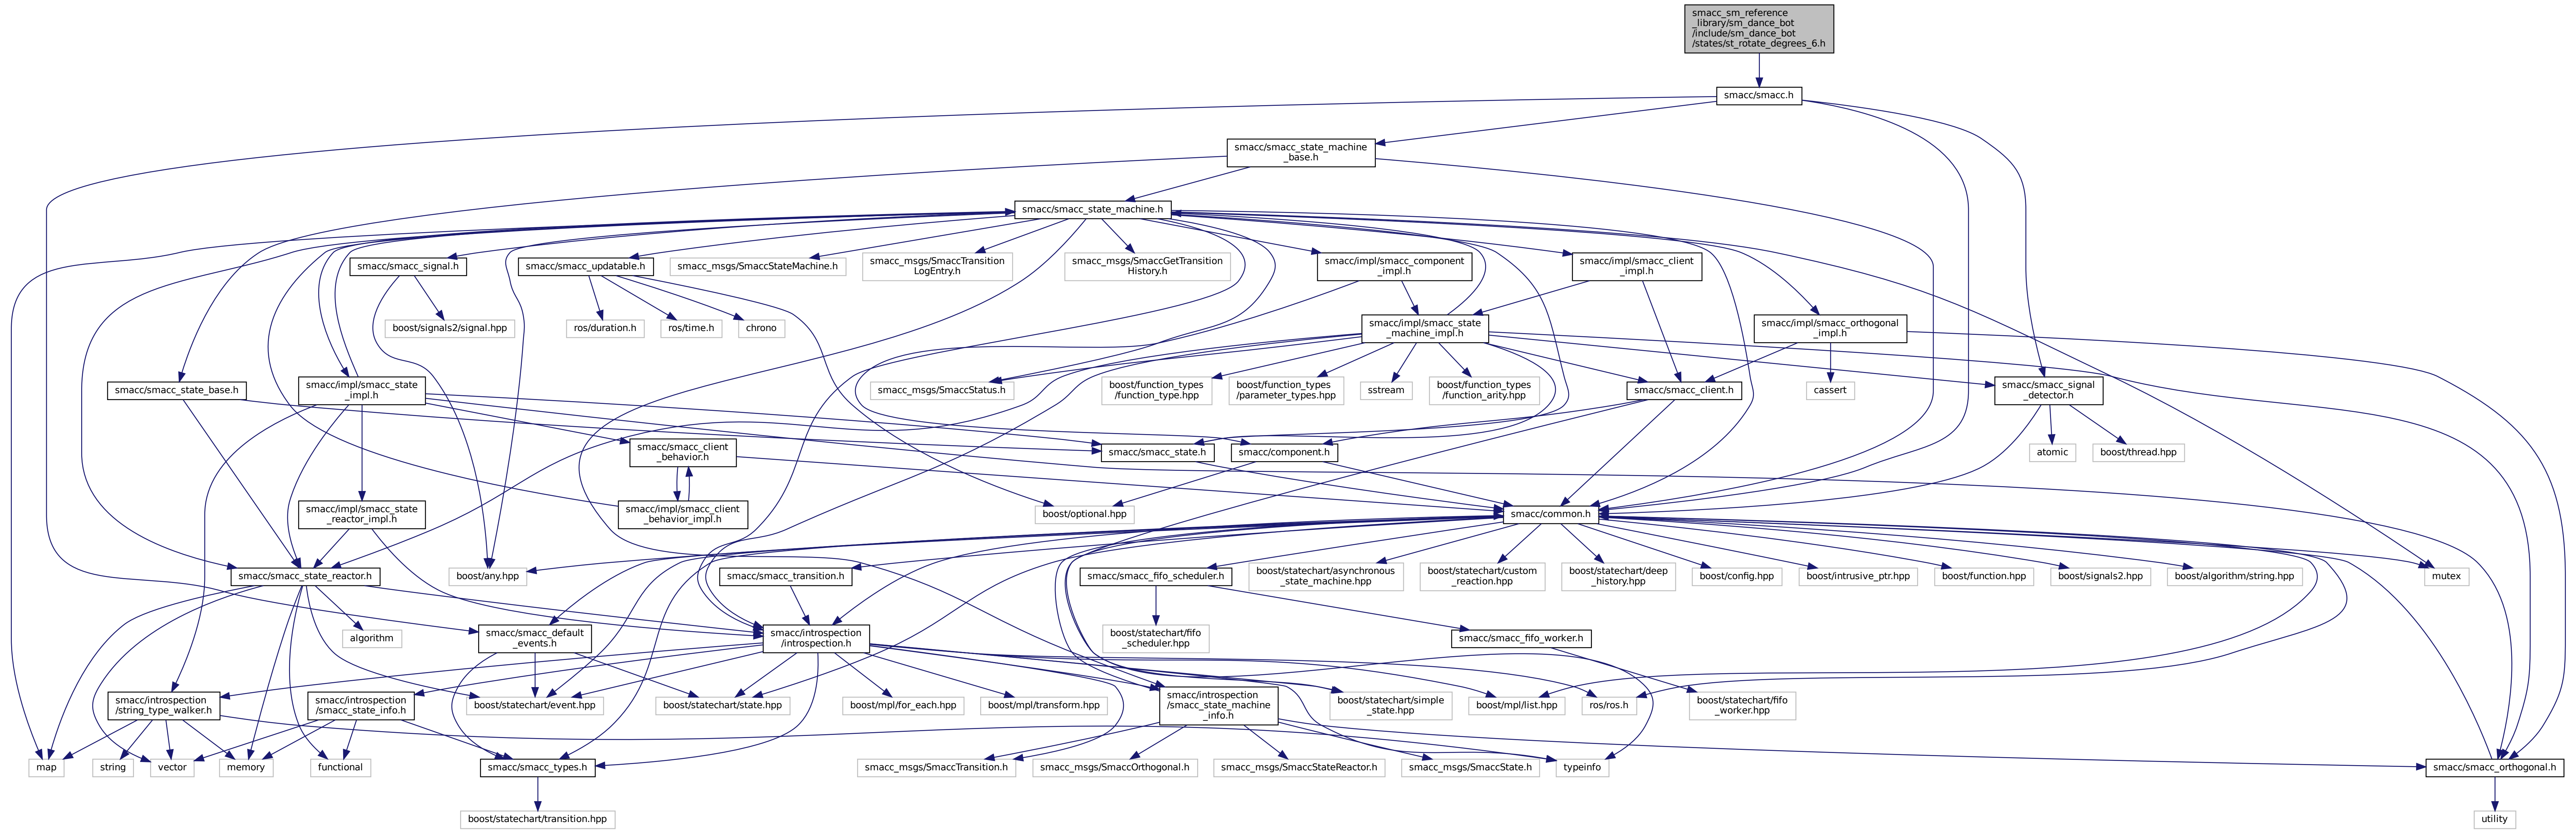 smacc_sm_reference
_library/sm_dance_bot
/include/sm_dance_bot
/states/st_rotate_degrees_6.h
smacc/smacc.h
smacc/smacc_state_machine
_base.h
smacc/smacc_state_machine.h
smacc/smacc_signal.h
smacc/smacc_updatable.h
smacc_msgs/SmaccStateMachine.h
smacc_msgs/SmaccTransition
LogEntry.h
smacc_msgs/SmaccGetTransition
History.h
smacc/impl/smacc_component
_impl.h
smacc/impl/smacc_client
_impl.h
boost/signals2/signal.hpp
ros/duration.h
ros/time.h
chrono
smacc/impl/smacc_state
_machine_impl.h
smacc/impl/smacc_orthogonal
_impl.h
smacc/smacc_state_base.h
smacc/impl/smacc_state
_impl.h
smacc_msgs/SmaccStatus.h
boost/function_types
/function_type.hpp
boost/function_types
/parameter_types.hpp
sstream
boost/function_types
/function_arity.hpp
smacc/smacc_client.h
cassert
smacc/smacc_signal
_detector.h
smacc/smacc_client
_behavior.h
smacc/smacc_state.h
smacc/component.h
atomic
boost/thread.hpp
smacc/impl/smacc_state
_reactor_impl.h
smacc/impl/smacc_client
_behavior_impl.h
boost/optional.hpp
smacc/common.h
smacc/smacc_state_reactor.h
boost/any.hpp
smacc/smacc_transition.h
smacc/smacc_fifo_scheduler.h
boost/statechart/asynchronous
_state_machine.hpp
boost/statechart/custom
_reaction.hpp
boost/statechart/deep
_history.hpp
boost/config.hpp
boost/intrusive_ptr.hpp
boost/function.hpp
boost/signals2.hpp
boost/algorithm/string.hpp
mutex
algorithm
smacc/smacc_default
_events.h
smacc/introspection
/introspection.h
boost/statechart/fifo
_scheduler.hpp
smacc/smacc_fifo_worker.h
smacc/introspection
/string_type_walker.h
smacc/introspection
/smacc_state_info.h
boost/statechart/event.hpp
boost/statechart/state.hpp
boost/mpl/for_each.hpp
boost/mpl/transform.hpp
smacc/introspection
/smacc_state_machine
_info.h
boost/statechart/simple
_state.hpp
boost/mpl/list.hpp
ros/ros.h
boost/statechart/fifo
_worker.hpp
map
string
vector
memory
functional
smacc/smacc_types.h
smacc_msgs/SmaccTransition.h
smacc_msgs/SmaccOrthogonal.h
smacc_msgs/SmaccStateReactor.h
smacc_msgs/SmaccState.h
typeinfo
smacc/smacc_orthogonal.h
boost/statechart/transition.hpp
utility